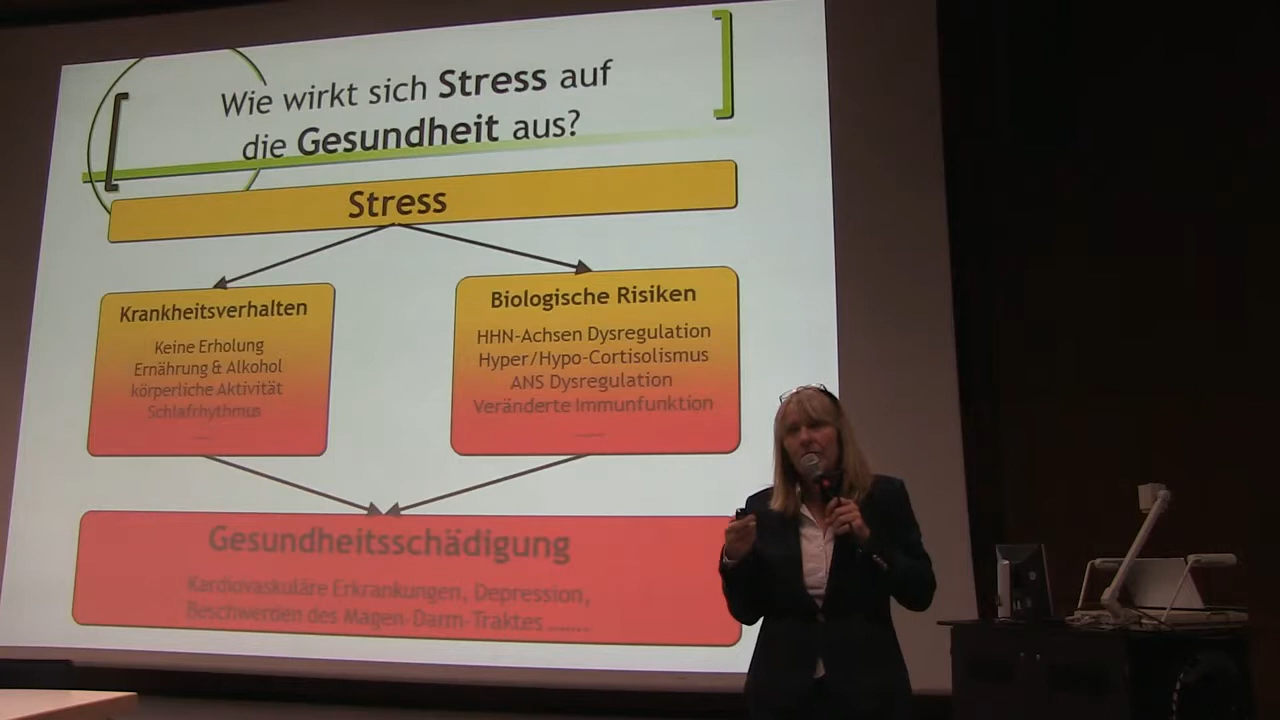 Wie wirkt sich Stress auf
die Gesundheit aus?
Stress
Krankheitsverhalten
Keine Erholung
Ernährung & Alkohol
körperliche Aktivität
Schlafrhythmus
Biologische Risiken
HHN-Achsen Dysregulation
Hyper/Hypo-Cortisolismus
ANS Dysregulation
Veränderte Immunfunktion
Gesundheitsschädigung
Kardiovaskuläre Erkrankungen, Depression,
Beschwerden des Magen-Darm-Traktes .......